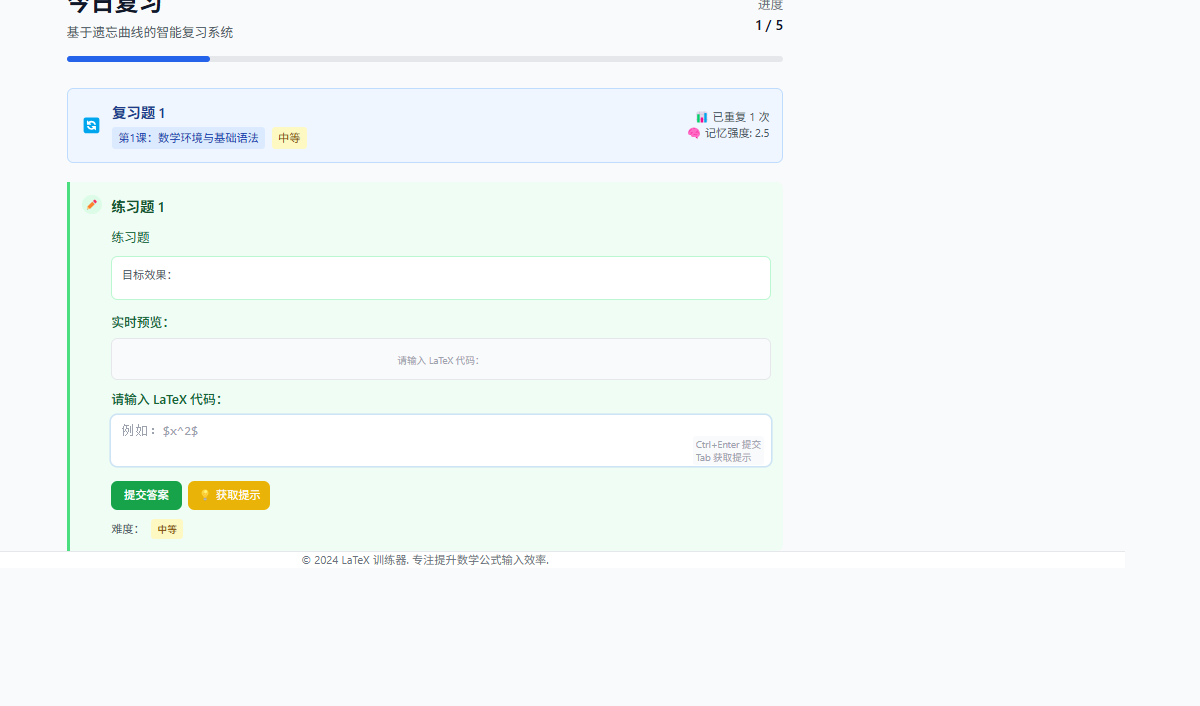 今日复习
进度
基于遗忘曲线的智能复习系统
1 / 5
复习题 1
第1课：数学环境与基础语法
中等
已重复 1 次
记忆强度: 2.5
练习题 1
练习题
目标效果：
实时预览：
请输入 LaTeX 代码：
请输入 LaTeX 代码：
例如：$x^2$
Ctrl+Enter 提交
Tab 获取提示
提交答案
获取提示
难度：
中等
© 2024 LaTeX 训练器. 专注提升数学公式输入效率.